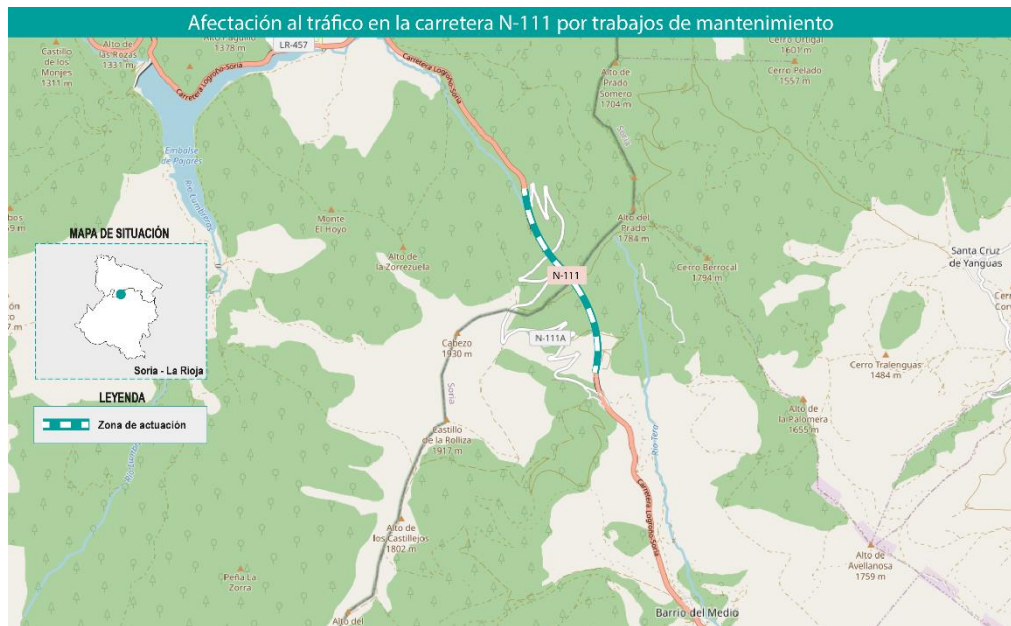 Afectación al tráfico en la carretera N-111 por trabajos de mantenimiento
Castillo
de los
Monjes
1311 m
Alto de
las Rozas
1331 m
1378 m
LR-457
Carretera Logroño-Soria
Carretera Logroño-Soria
Alto de
Prado
Somero
1704 m
Soria
Cerro Ortigal
1601 m
Cerro Pelado
1557 m
Embalse
de Pajares
Río Lumbreras
Monte
El Hoyo
Alto de
la Zorrezuela
Alto del
Prado
1784 m
Cerro Berrocal
1794 m
Santa Cruz
de Yanguas
MAPA DE SITUACIÓN
Soria - La Rioja
N-111
N-111A
Cabezo
1930 m
Soria
Cerro Tralenguas
1484 m
LEYENDA
Zona de actuación
Castillo
de la Rolliza
1917 m
Alto de
la Palomera
1655 m
Río Tera
Carretera Logroño-Soria
Alto de
los Castillejos
1802 m
Alto de
Avellanosa
1759 m
Peña La
Zorra
Barrio del Medio
Alto del